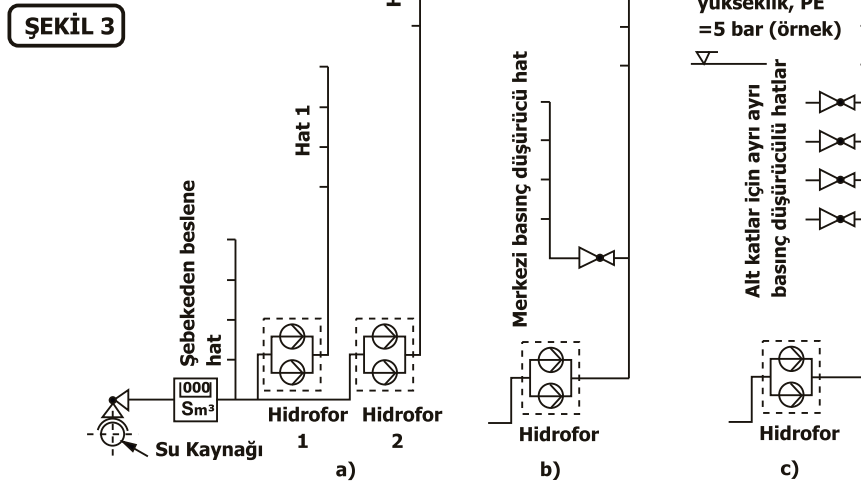 ŞEKİL 3
yükseklik, PE
=5 bar (örnek)
Hat 1
Şebekeden beslene
hat
Merkezi basınç düşürücü hat
Alt katlar için ayrı ayrı
basınç düşürücülü hatlar
|000|
Sm³
Su Kaynağı
Hidrofor
1
Hidrofor
2
Hidrofor
Hidrofor
a)
b)
c)